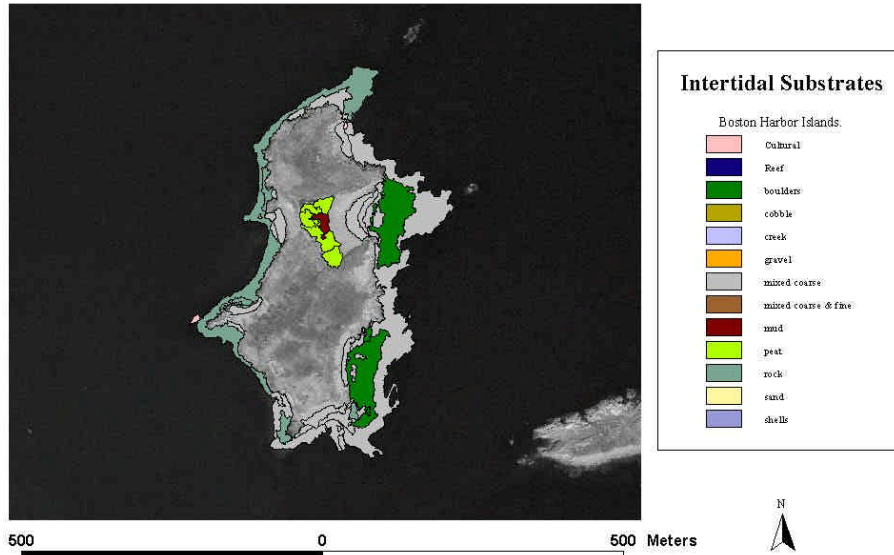 Intertidal Substrates
Boston Harbor Islands.
Cultural
Reef
boulders
cobble
creek
gravel
mixed coarse
mixed coarse & fine
mud
peat
rock
sand
shells
N
500 0 500 Meters